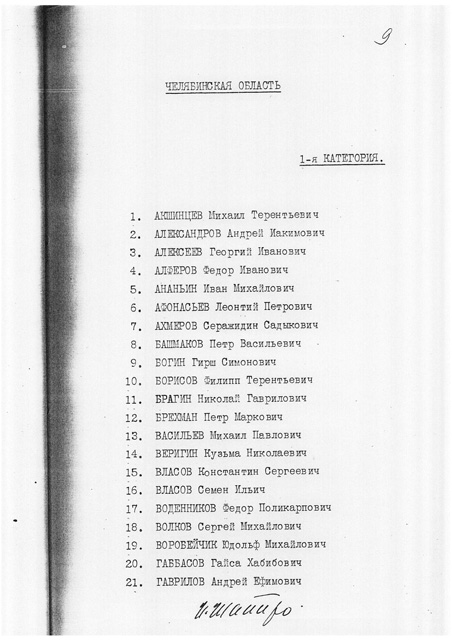 9
ЧЕЛЯБИНСКАЯ ОБЛАСТЬ
1-я КАТЕГОРИЯ.
1. АКШИНЦЕВ Михаил Терентьевич
2. АЛЕКСАНДРОВ Андрей Иакимович
3. АЛЕКСЕЕВ Георгий Иванович
4. АЛФЕРОВ Федор Иванович
5. АНАНЬИН Иван Михайлович
6. АФОНАСЬЕВ Леонтий Петрович
7. АХМЕРОВ Серажидин Садыкович
8. БАШМАКОВ Петр Васильевич
9. БОГИН Гирш Симонович
10. БОРИСОВ Филипп Терентьевич
11. БРАГИН Николай Гаврилович
12. БРЕХМАН Петр Маркович
13. ВАСИЛЬЕВ Михаил Павлович
14. ВЕРИГИН Кузьма Николаевич
15. ВЛАСОВ Константин Сергеевич
16. ВЛАСОВ Семен Ильич
17. ВОДЕННИКОВ Федор Поликарпович
18. ВОЛКОВ Сергей Михайлович
19. ВОРОБЕЙЧИК Юдольф Михайлович
20. ГАББАСОВ Гайса Хабибович
21. ГАВРИЛОВ Андрей Ефимович
И. Шапиро